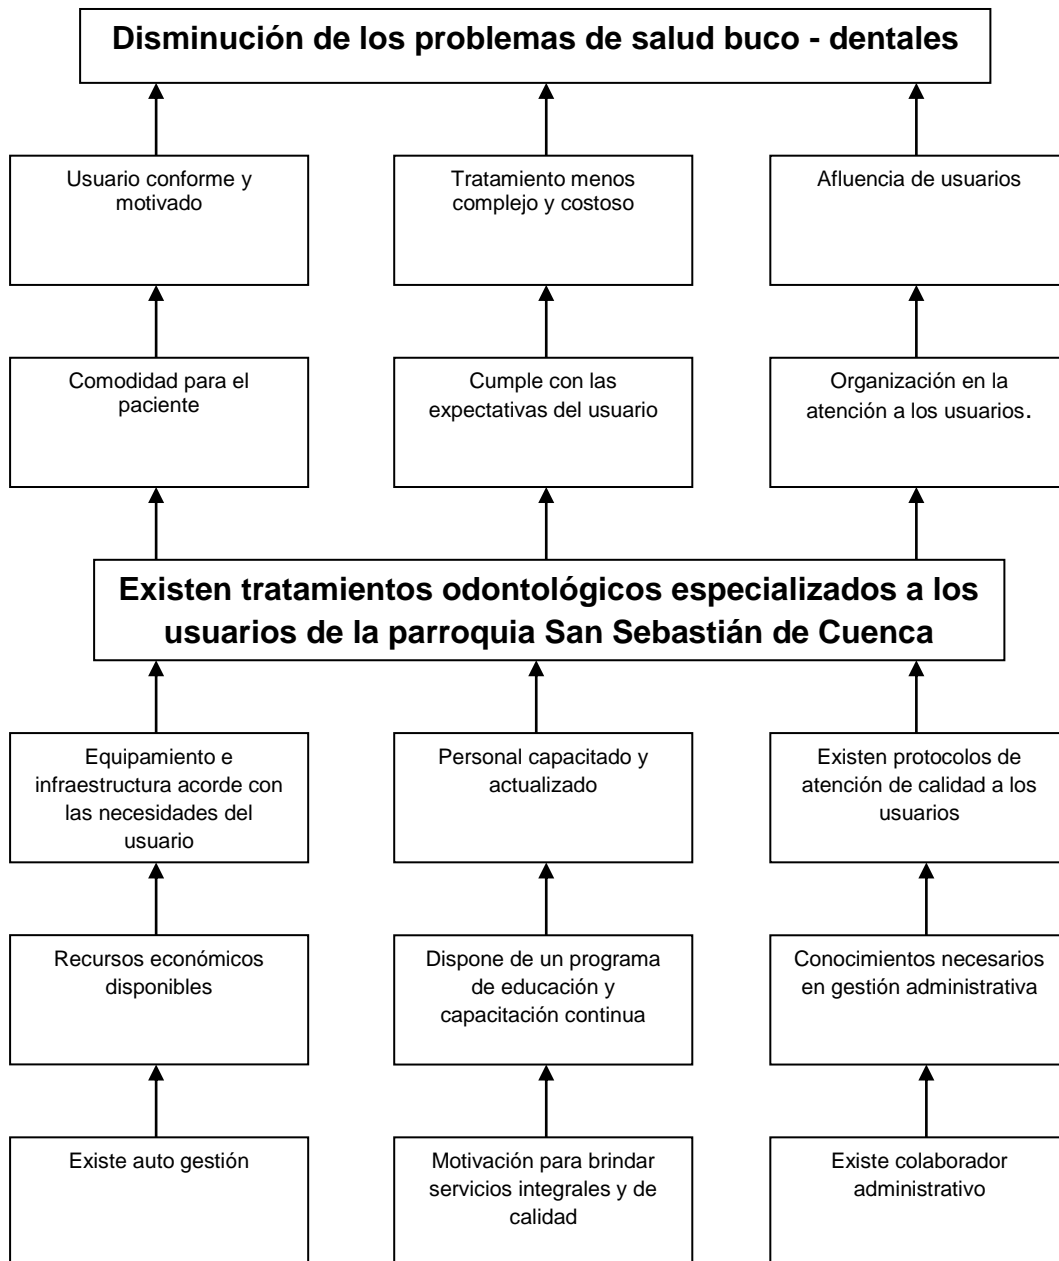 Disminución de los problemas de salud buco - dentales
Usuario conforme y
motivado
Tratamiento menos
complejo y costoso
Afluencia de usuarios
Comodidad para el
paciente
Cumple con las
expectativas del usuario
Organización en la
atención a los usuarios.
Existen tratamientos odontológicos especializados a los
usuarios de la parroquia San Sebastián de Cuenca
Equipamiento e
infraestructura acorde con
las necesidades del
usuario
Personal capacitado y
actualizado
Existen protocolos de
atención de calidad a los
usuarios
Recursos económicos
disponibles
Dispone de un programa
de educación y
capacitación continua
Conocimientos necesarios
en gestión administrativa
Existe auto gestión
Motivación para brindar
servicios integrales y de
calidad
Existe colaborador
administrativo